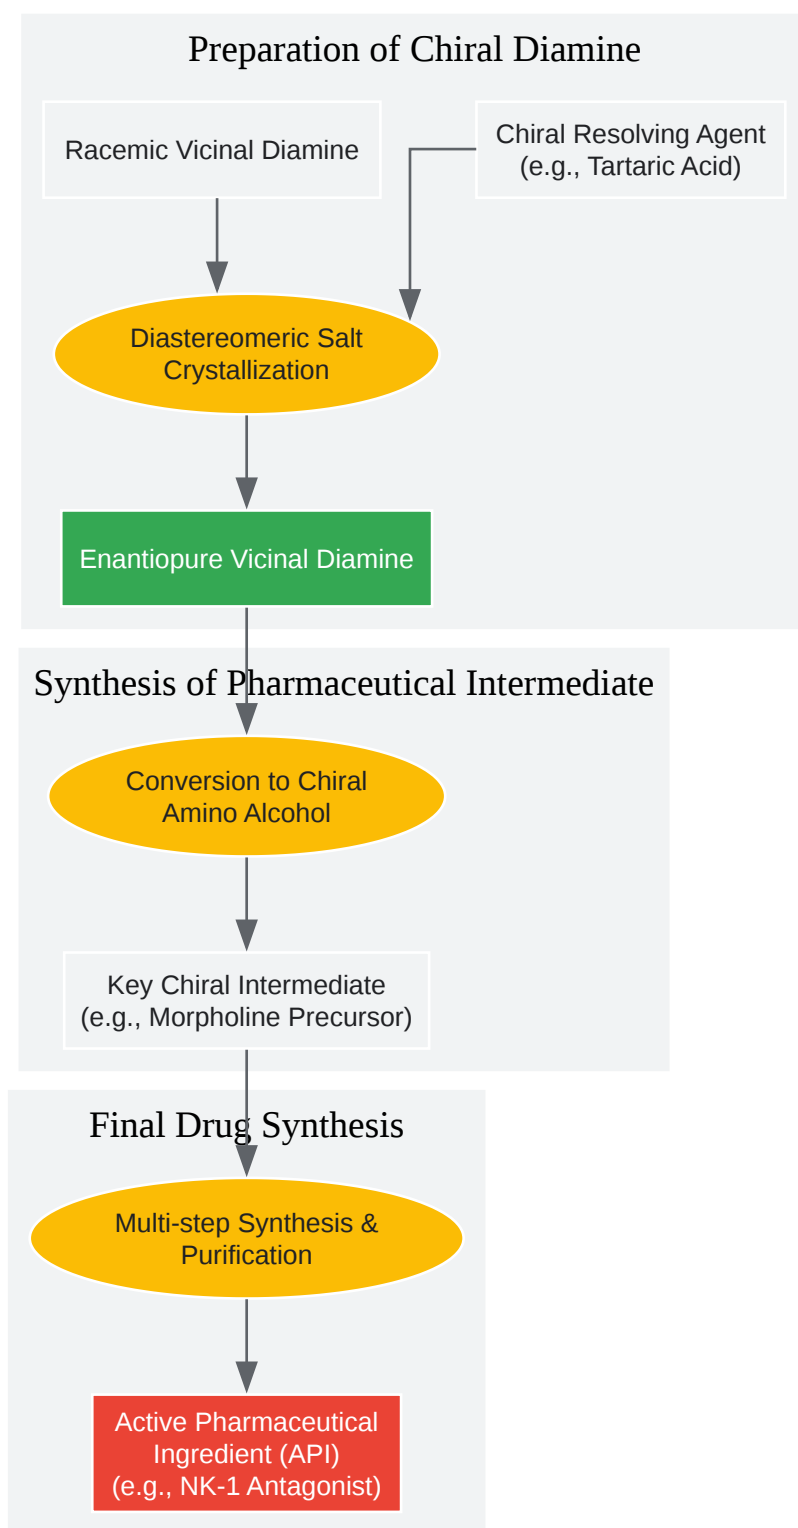 Preparation of Chiral Diamine
Racemic Vicinal Diamine
Chiral Resolving Agent
(e.g., Tartaric Acid)
Diastereomeric Salt
Crystallization
Enantiopure Vicinal Diamine
Synthesis of Pharmaceutical Intermediate
Conversion to Chiral
Amino Alcohol
Key Chiral Intermediate
(e.g., Morpholine Precursor)
Final Drug Synthesis
Multi-step Synthesis &
Purification
Active Pharmaceutical
Ingredient (API)
(e.g., NK-1 Antagonist)